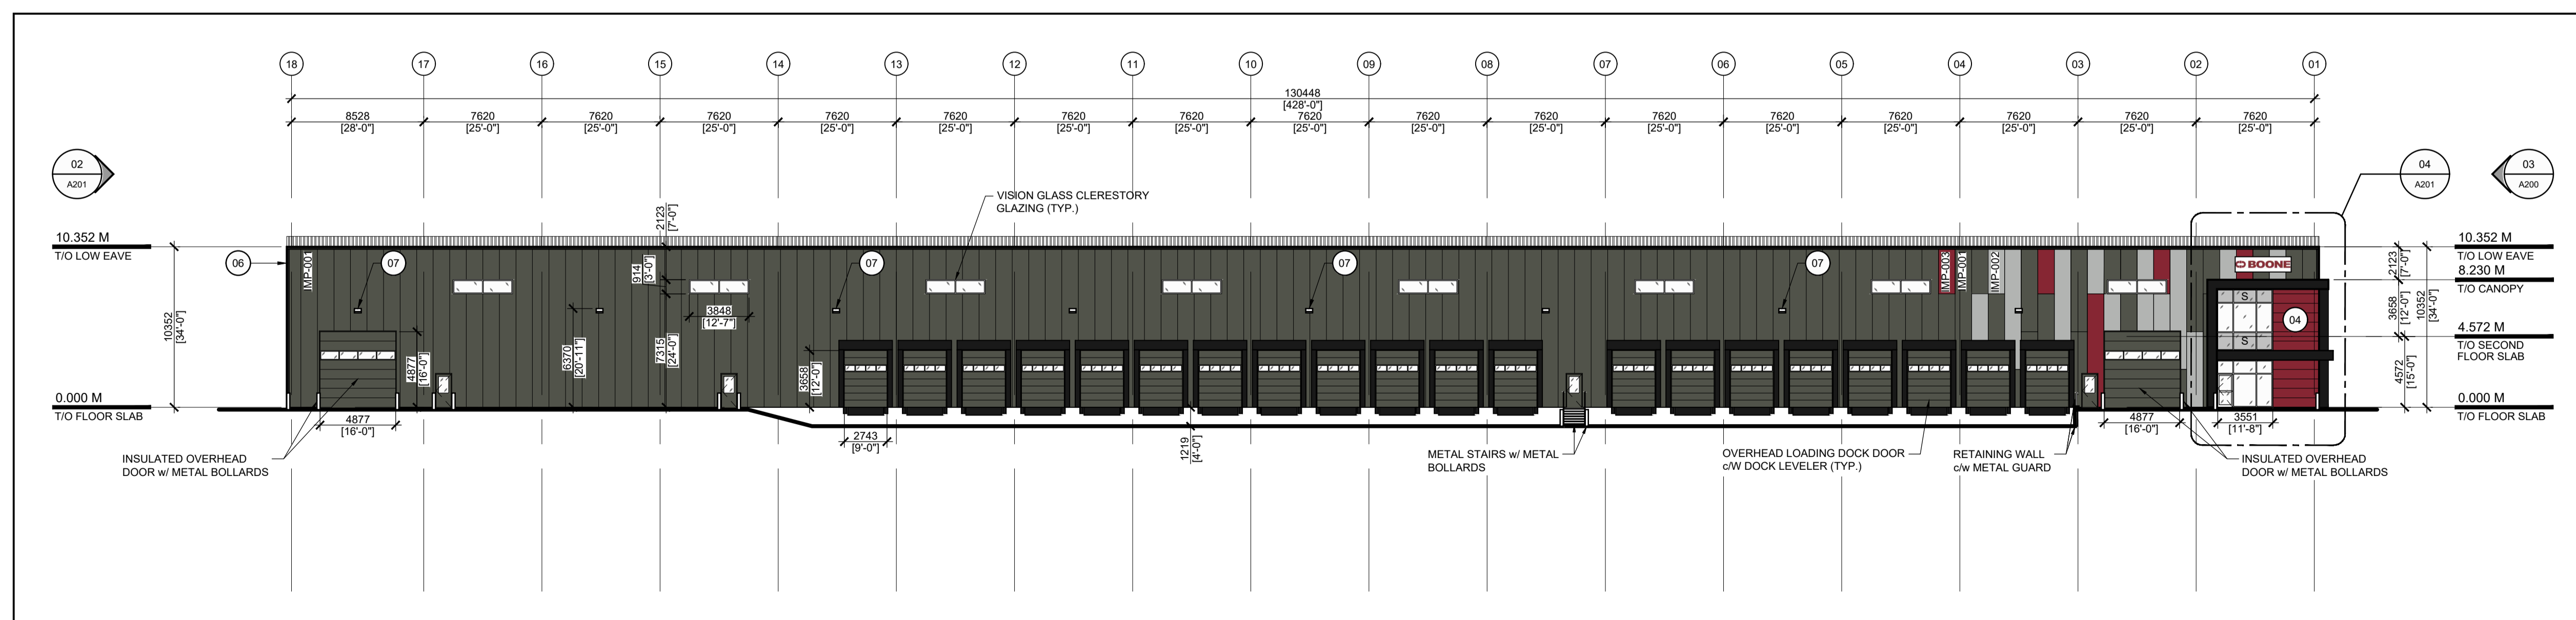 18 17 16 15 14 13 12 11 10 09 08 07 06 05 04 03 02 01
130448
[428'-0"]
8528 7620 7620 7620 7620 7620 7620 7620 7620 7620 7620 7620 7620 7620 7620 7620 7620
[28'-0"] [25'-0"] [25'-0"] [25'-0"] [25'-0"] [25'-0"] [25'-0"] [25'-0"] [25'-0"] [25'-0"] [25'-0"] [25'-0"] [25'-0"] [25'-0"] [25'-0"] [25'-0"] [25'-0"]
02
A201
04
A201
03
A200
VISION GLASS CLERESTORY
GLAZING (TYP.)
10.352 M
T/O LOW EAVE
0.000 M
T/O FLOOR SLAB
10352
[34'-0"]
06
IMP-001
07
07
07
07
2123
[7'-0"]
914
[3'-0"]
3848
[12'-7"]
6370
[20'-11"]
7315
[24'-0"]
4877
[16'-0"]
4877
[16'-0"]
3658
[12'-0"]
2743
[9'-0"]
1219
[4'-0"]
IMP-003
IMP-001
IMP-002
BOONE
S
S
04
4877
[16'-0"]
3551
[11'-8"]
2123
[7'-0"]
3658
[12'-0"]
4572
[15'-0"]
10352
[34'-0"]
10.352 M
T/O LOW EAVE
8.230 M
T/O CANOPY
4.572 M
T/O SECOND
FLOOR SLAB
0.000 M
T/O FLOOR SLAB
INSULATED OVERHEAD
DOOR w/ METAL BOLLARDS
METAL STAIRS w/ METAL
BOLLARDS
OVERHEAD LOADING DOCK DOOR
c/W DOCK LEVELER (TYP.)
RETAINING WALL
c/w METAL GUARD
INSULATED OVERHEAD
DOOR w/ METAL BOLLARDS